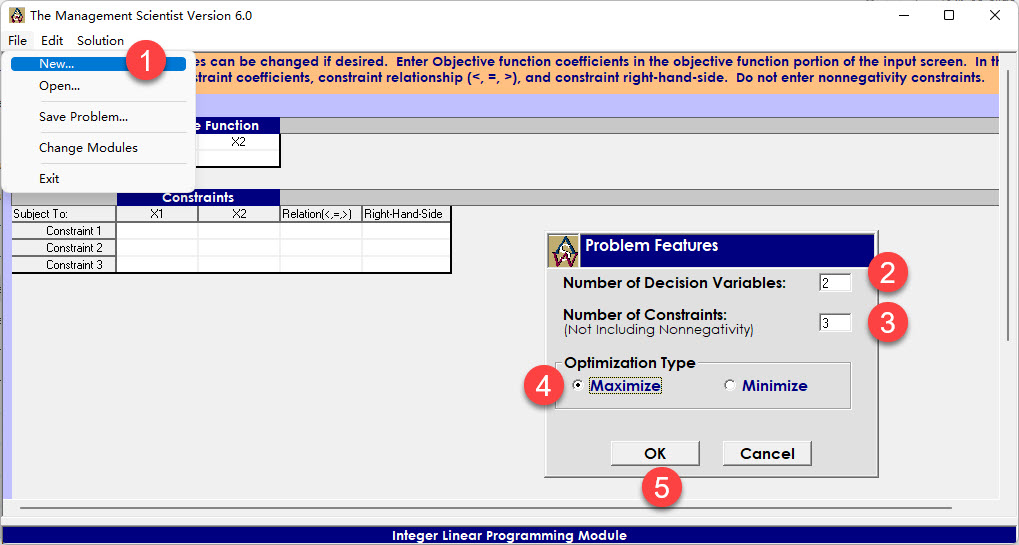 The Management Scientist Version 6.0
File Edit Solution
1
New...
Open...
Save Problem...
Change Modules
Exit
es can be changed if desired. Enter Objective function coefficients in the objective function portion of the input screen. In th
straint coefficients, constraint relationship (<, =, >), and constraint right-hand-side. Do not enter nonnegativity constraints.
e Function
X2
Constraints
Subject To: X1 X2 Relation(<,=,>) Right-Hand-Side
Constraint 1
Constraint 2
Constraint 3
Problem Features
Number of Decision Variables: 2
2
Number of Constraints:
(Not Including Nonnegativity)
3
3
Optimization Type
4
Maximize Minimize
OK Cancel
5
Integer Linear Programming Module